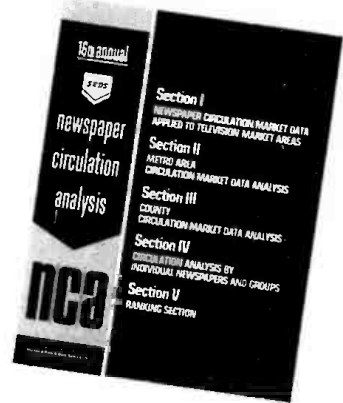 16th annual
SRDS
newspaper
circulation
analysis
nca
Section I
NEWSPAPER CIRCULATION/MARKET DATA
APPLIED TO TELEVISION MARKET AREAS
Section II
METRO AREA
CIRCULATION/MARKET DATA ANALYSIS
Section III
COUNTY
CIRCULATION/MARKET DATA ANALYSIS
Section IV
CIRCULATION ANALYSIS BY
INDIVIDUAL NEWSPAPERS AND GROUPS
Section V
RANKING SECTION